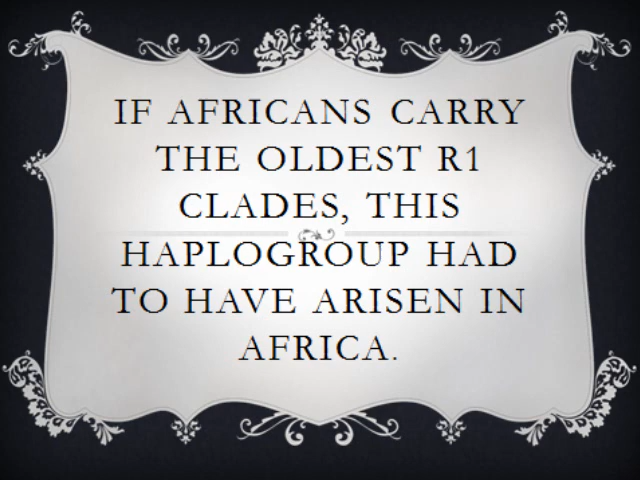 IF AFRICANS CARRY
THE OLDEST R1
CLADES, THIS
HAPLOGROUP HAD
TO HAVE ARISEN IN
AFRICA.